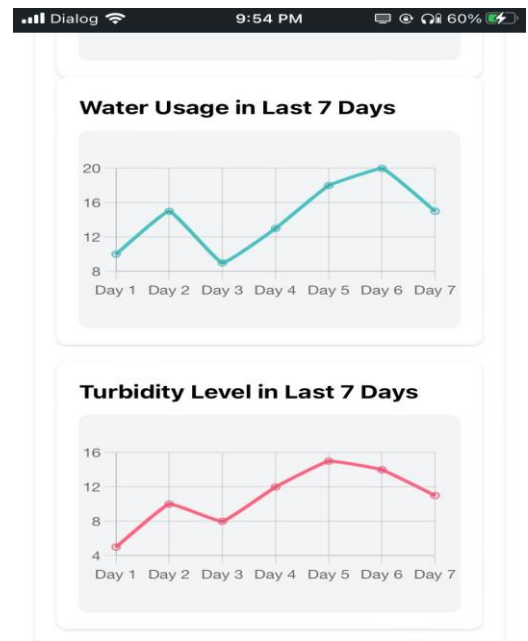 Dialog 9:54 PM 60%
Water Usage in Last 7 Days
20
16
12
8
Day 1 Day 2 Day 3 Day 4 Day 5 Day 6 Day 7
Turbidity Level in Last 7 Days
16
12
8
4
Day 1 Day 2 Day 3 Day 4 Day 5 Day 6 Day 7